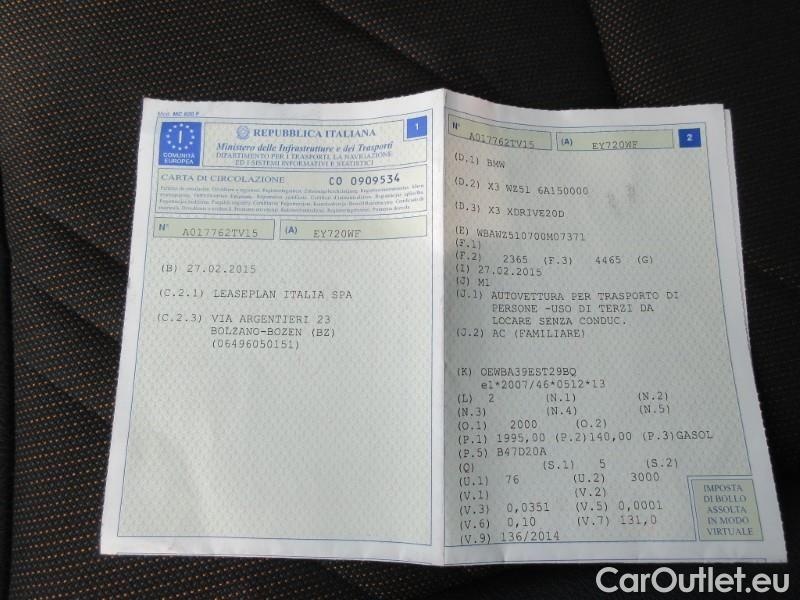 Mod. MC 820 F
REPUBBLICA ITALIANA
1
Ministero delle Infrastrutture e dei Trasporti
DIPARTIMENTO PER I TRASPORTI, LA NAVIGAZIONE
ED I SISTEMI INFORMATIVI E STATISTICI
I
COMUNITÀ
EUROPEA
CARTA DI CIRCOLAZIONE
CO 0909534
N° A017762TV15 (A) EY720WF
(B) 27.02.2015
(C.2.1) LEASEPLAN ITALIA SPA
(C.2.3) VIA ARGENTIERI 23
BOLZANO-BOZEN (BZ)
(06496050151)
N° A017762TV15 (A) EY720WF 2
(D.1) BMW
(D.2) X3 WZ51 6A150000
(D.3) X3 XDRIVE20D
(E) WBAWZ510700M07371
(F.1)
(F.2) 2365 (F.3) 4465 (G)
(I) 27.02.2015
(J) M1
(J.1) AUTOVETTURA PER TRASPORTO DI
PERSONE -USO DI TERZI DA
LOCARE SENZA CONDUC.
(J.2) AC (FAMILIARE)
(K) OEWBA39EST29BQ
e1*2007/46*0512*13
(L) 2 (N.1) (N.2)
(N.3) (N.4) (N.5)
(O.1) 2000 (O.2)
(P.1) 1995,00 (P.2)140,00 (P.3)GASOL
(P.5) B47D20A
(Q) (S.1) 5 (S.2)
(U.1) 76 (U.2) 3000
(V.1) (V.2)
(V.3) 0,0351 (V.5) 0,0001
(V.6) 0,10 (V.7) 131,0
(V.9) 136/2014
IMPOSTA
DI BOLLO
ASSOLTA
IN MODO
VIRTUALE
CarOutlet.eu